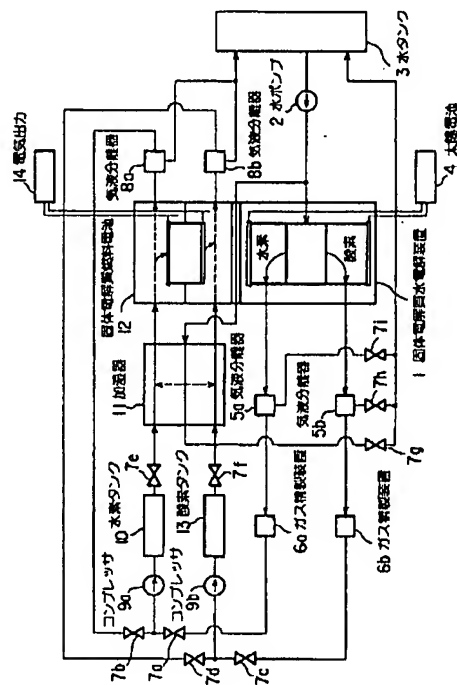 14 電気出力
気液分離器
8a
8b 気液分離器
2 水ポンプ
3 水タンク
4 太陽電池
固体電解質燃料電池
12
水素
酸素
1 固体電解質水電解装置
11 加湿器
5a 気液分離器
気液分離器
5b
7i
7h
7g
7e
7f
10 水素タンク
13 酸素タンク
6a ガス精製装置
6b ガス精製装置
コンプレッサ
9a
コンプレッサ
9b
7b
7a
7d
7c